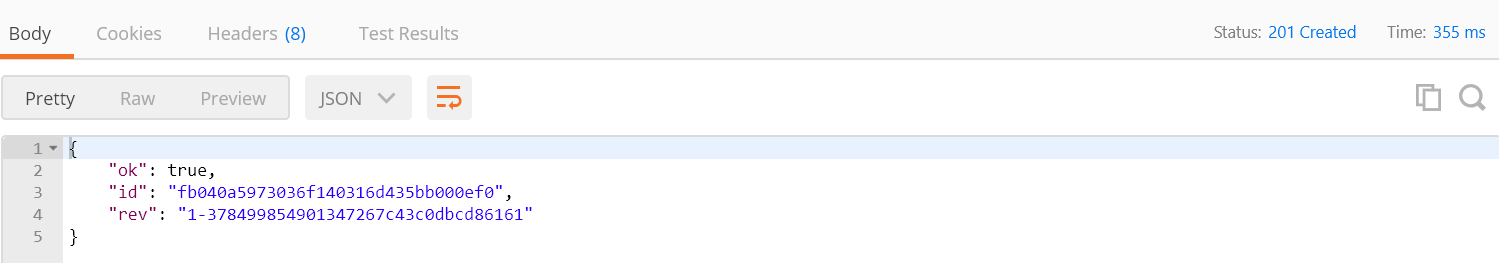 Body Cookies Headers (8) Test Results Status: 201 Created Time: 355 ms
Pretty Raw Preview JSON
1 {
2 "ok": true,
3 "id": "fb040a5973036f140316d435bb000ef0",
4 "rev": "1-378499854901347267c43c0dbcd86161"
5 }